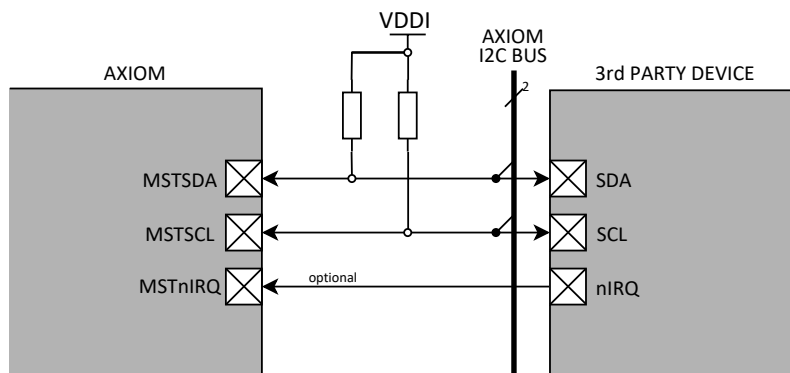 VDDI
AXIOM
I2C BUS
AXIOM
3rd PARTY DEVICE
2
MSTSDA
SDA
MSTSCL
SCL
MSTnIRQ
optional
nIRQ